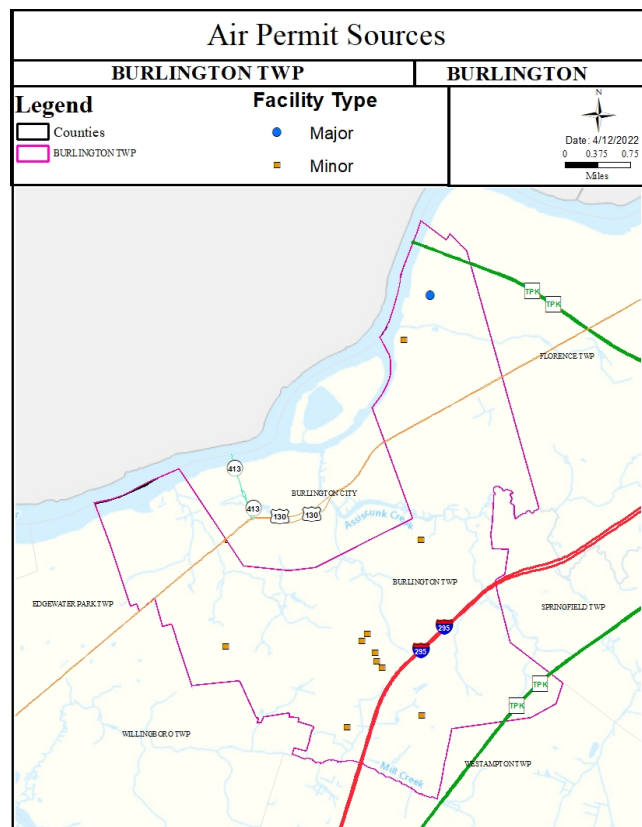 Air Permit Sources
BURLINGTON TWP
BURLINGTON
Legend
Counties
BURLINGTON TWP
Facility Type
Major
Minor
N
Date: 4/12/2022
0 0.375 0.75
Miles
TPK
TPK
FLORENCE TWP
413
BURLINGTON CITY
413
130
130
Assiscunk Creek
BURLINGTON TWP
EDGEWATER PARK TWP
SPRINGFIELD TWP
295
295
TPK
TPK
WILLINGBORO TWP
WESTAMPTON TWP
Mill Creek